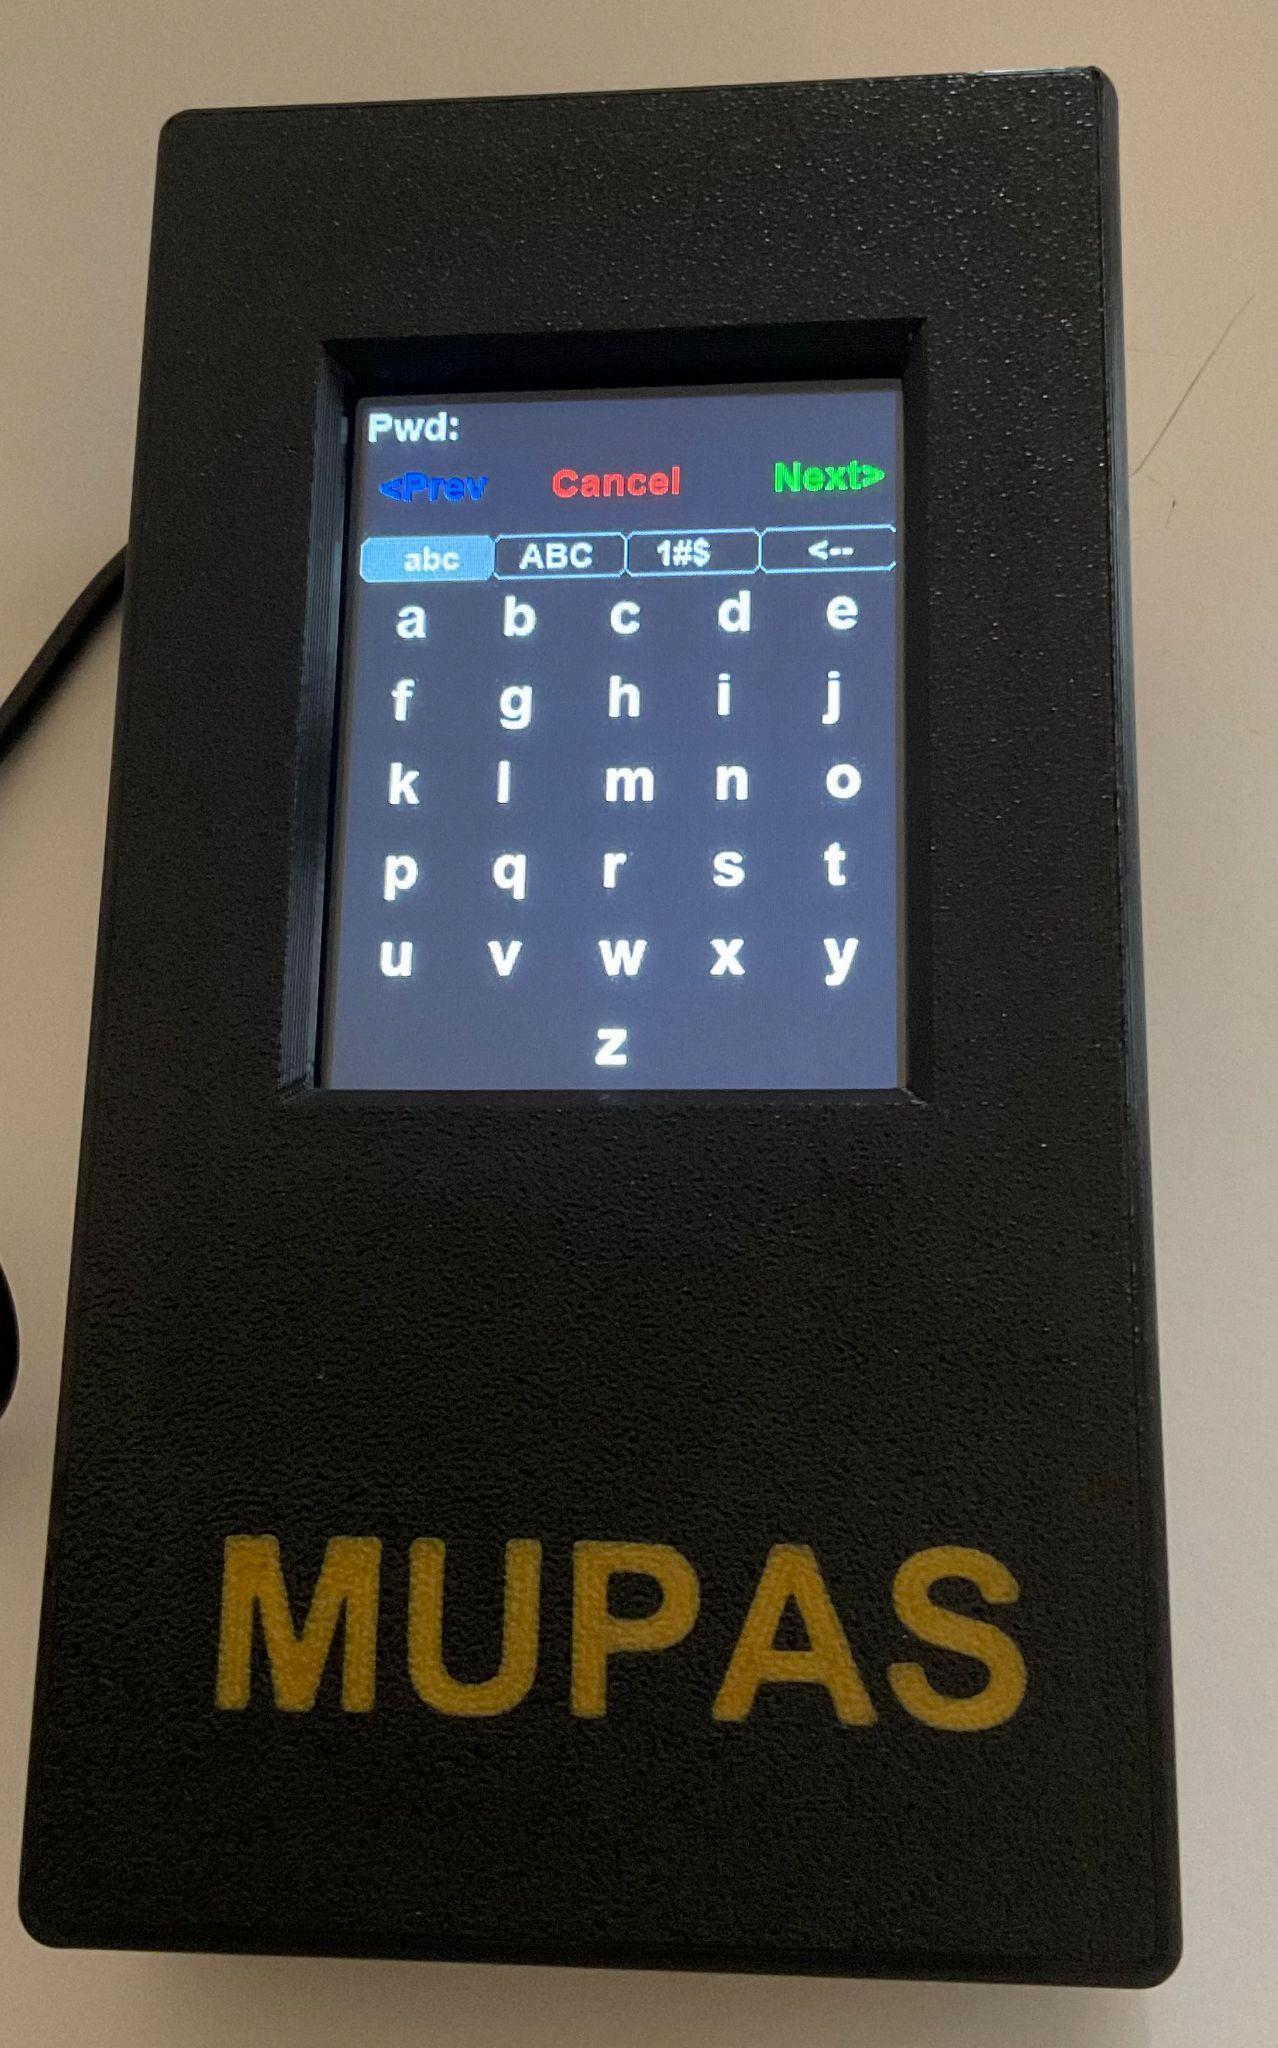 Pwd:
<Prev Cancel Next>
abc ABC 1#$ <--
a b c d e
f g h i j
k l m n o
p q r s t
u v w x y
z
MUPAS